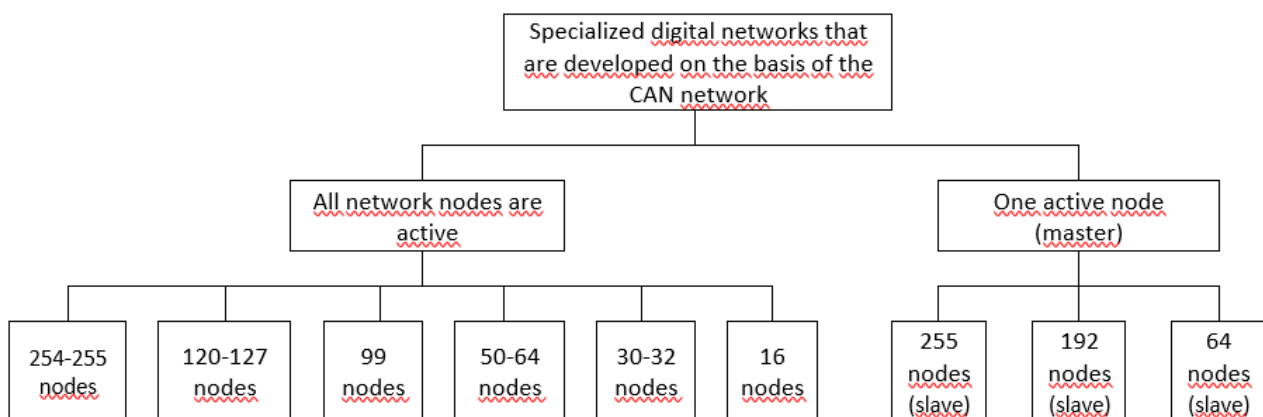 Specialized digital networks that
are developed on the basis of the
CAN network
All network nodes are
active
One active node
(master)
254-255
nodes
120-127
nodes
99
nodes
50-64
nodes
30-32
nodes
16
nodes
255
nodes
(slave)
192
nodes
(slave)
64
nodes
(slave)